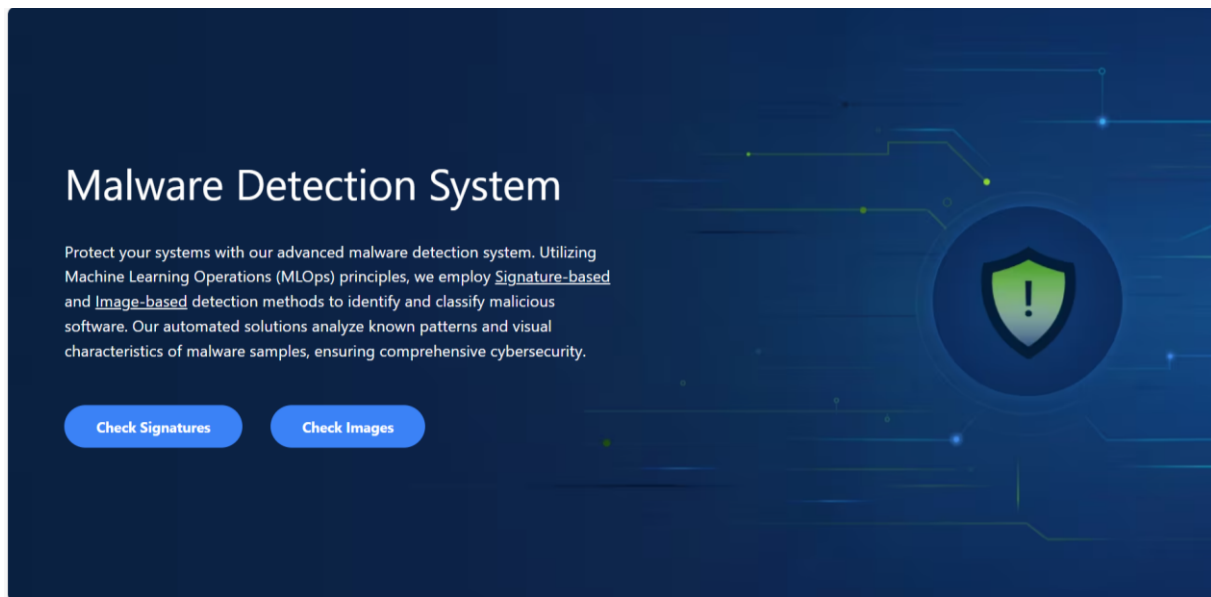 Malware Detection System
Protect your systems with our advanced malware detection system. Utilizing
Machine Learning Operations (MLOps) principles, we employ Signature-based
and Image-based detection methods to identify and classify malicious
software. Our automated solutions analyze known patterns and visual
characteristics of malware samples, ensuring comprehensive cybersecurity.
Check Signatures
Check Images
!